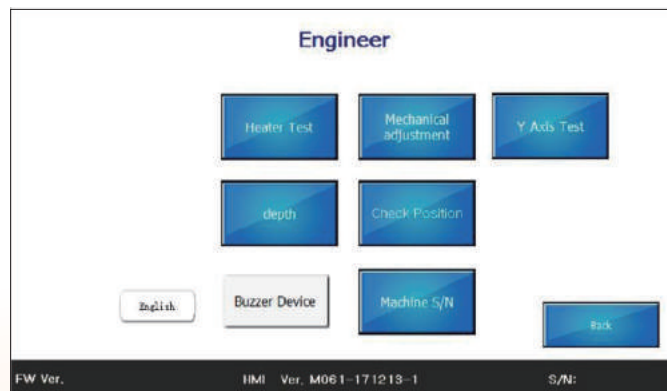 Engineer
Heater Test
Mechanical
adjustment
Y Axis Test
depth
Check Position
English
Buzzer Device
Machine S/N
Back
FW Ver.
HMI Ver. M061-171213-1
S/N: